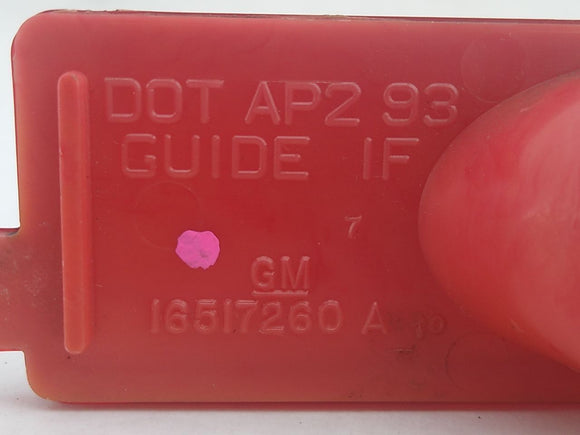 DOT AP2 93
GUIDE IF
7
GM
16517260 A